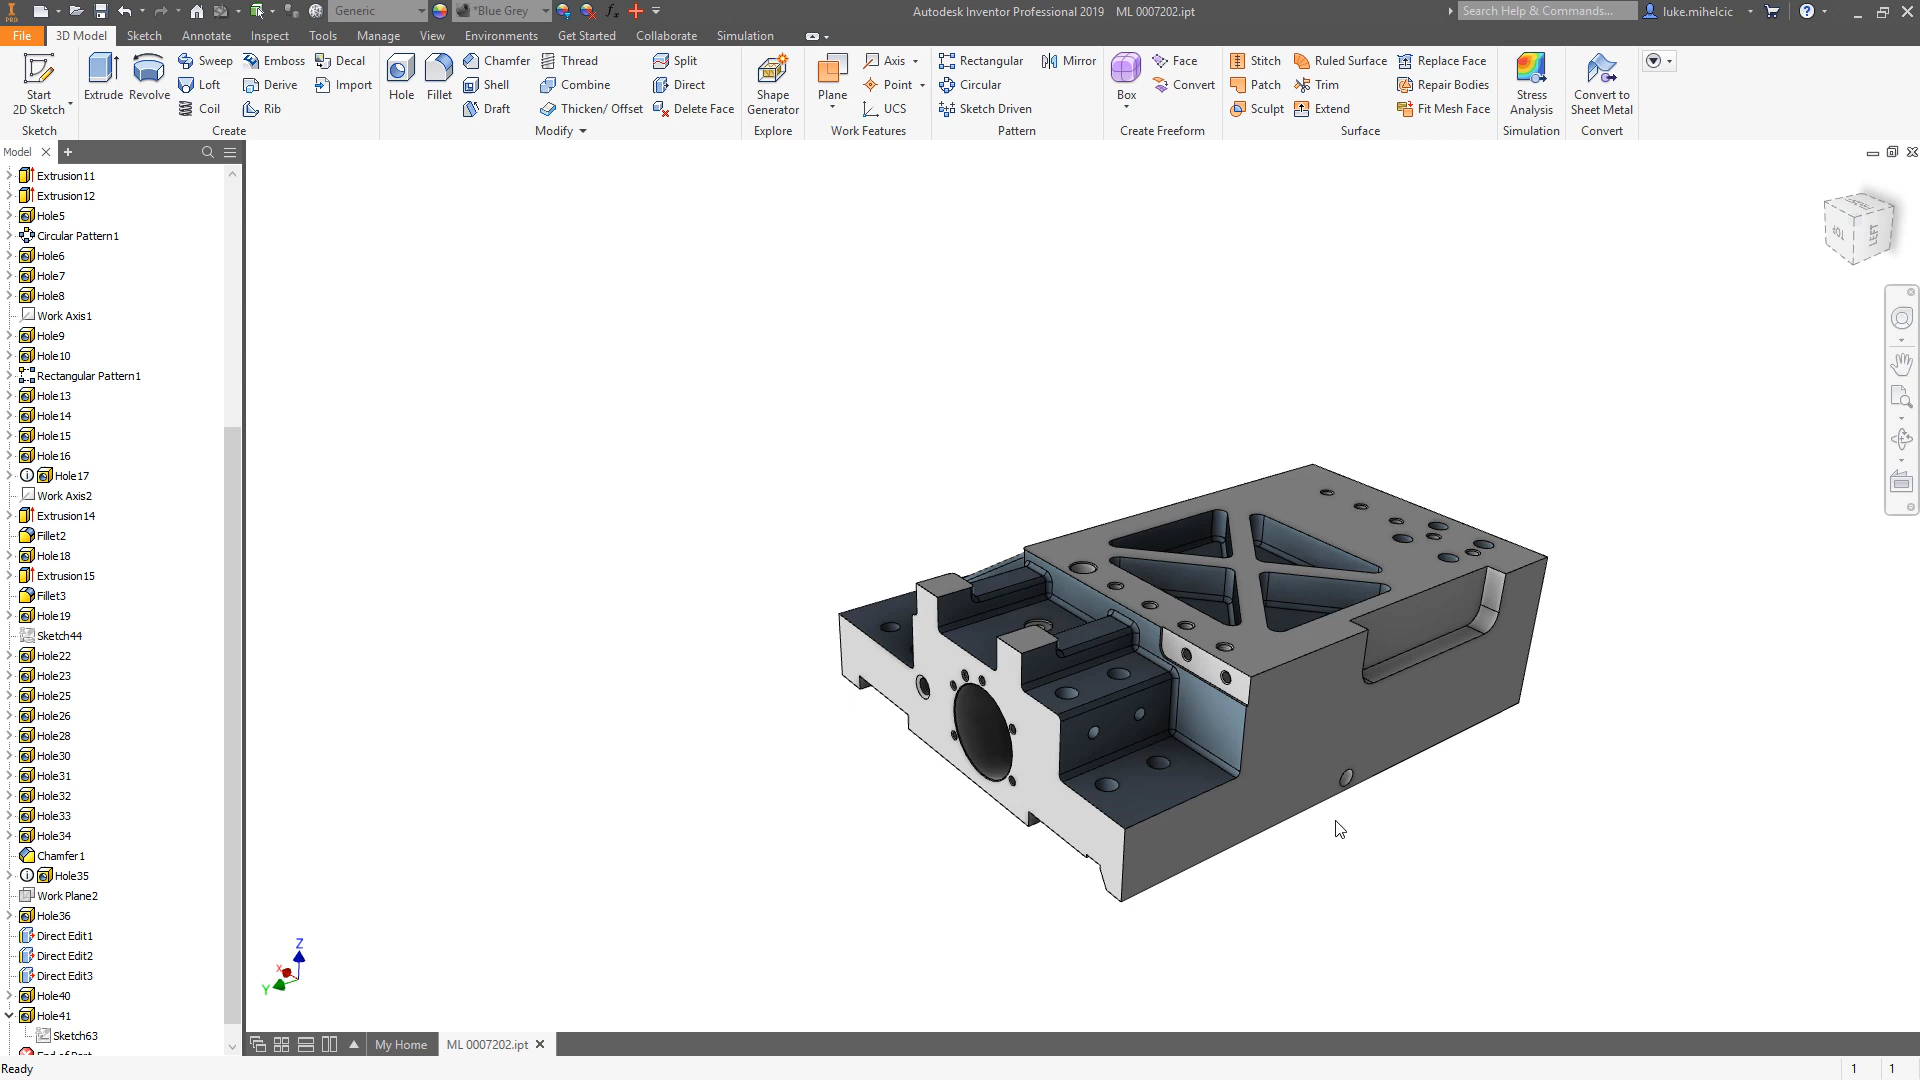 PRO
Generic
*Blue Grey
fx
Autodesk Inventor Professional 2019 ML 0007202.ipt
Search Help & Commands...
luke.mihelcic
File 3D Model Sketch Annotate Inspect Tools Manage View Environments Get Started Collaborate Simulation
Start
2D Sketch
Sketch
Extrude
Revolve
Sweep
Loft
Coil
Emboss
Derive
Rib
Decal
Import
Create
Hole
Fillet
Chamfer
Shell
Draft
Thread
Combine
Thicken/ Offset
Split
Direct
Delete Face
Modify
Shape
Generator
Explore
Plane
Axis
Point
UCS
Work Features
Rectangular
Circular
Sketch Driven
Mirror
Pattern
Box
Face
Convert
Create Freeform
Stitch
Patch
Sculpt
Ruled Surface
Trim
Extend
Replace Face
Repair Bodies
Fit Mesh Face
Surface
Stress
Analysis
Simulation
Convert to
Sheet Metal
Convert
Model
Extrusion11
Extrusion12
Hole5
Circular Pattern1
Hole6
Hole7
Hole8
Work Axis1
Hole9
Hole10
Rectangular Pattern1
Hole13
Hole14
Hole15
Hole16
Hole17
Work Axis2
Extrusion14
Fillet2
Hole18
Extrusion15
Fillet3
Hole19
Sketch44
Hole22
Hole23
Hole25
Hole26
Hole28
Hole30
Hole31
Hole32
Hole33
Hole34
Chamfer1
Hole35
Work Plane2
Hole36
Direct Edit1
Direct Edit2
Direct Edit3
Hole40
Hole41
Sketch63
End of Part
FRONT
TOP
LEFT
Z
X
Y
My Home
ML 0007202.ipt
Ready
1 1